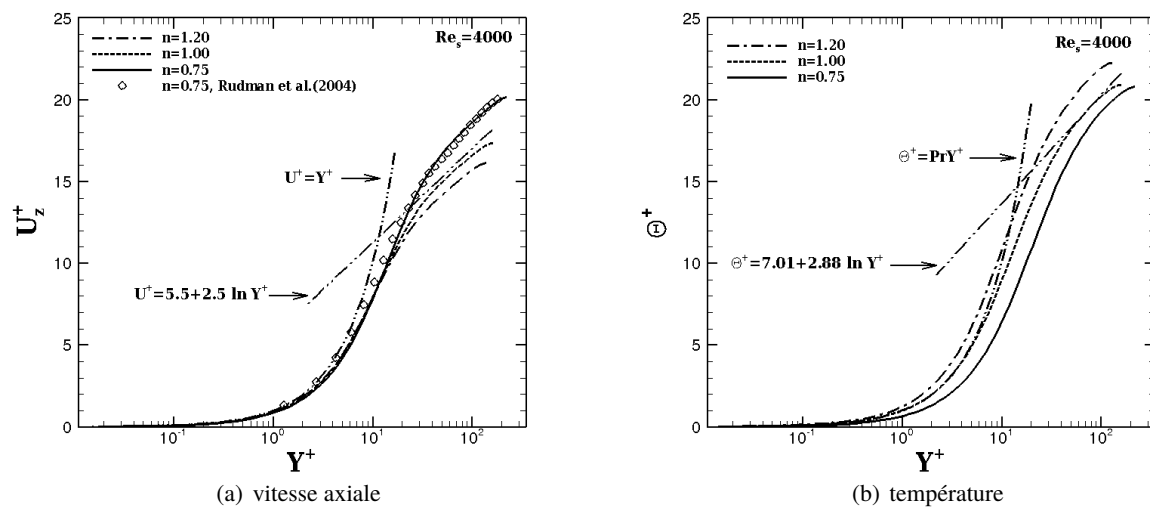 25
20
15
10
5
0
U_z^+
n=1.20
n=1.00
n=0.75
n=0.75, Rudman et al.(2004)
Re_s=4000
U^+=Y^+
U^+=5.5+2.5 ln Y^+
10^-1
10^0
10^1
10^2
Y^+
(a) vitesse axiale
25
20
15
10
5
0
Θ^+
n=1.20
n=1.00
n=0.75
Re_s=4000
Θ^+=PrY^+
Θ^+=7.01+2.88 ln Y^+
10^-1
10^0
10^1
10^2
Y^+
(b) température